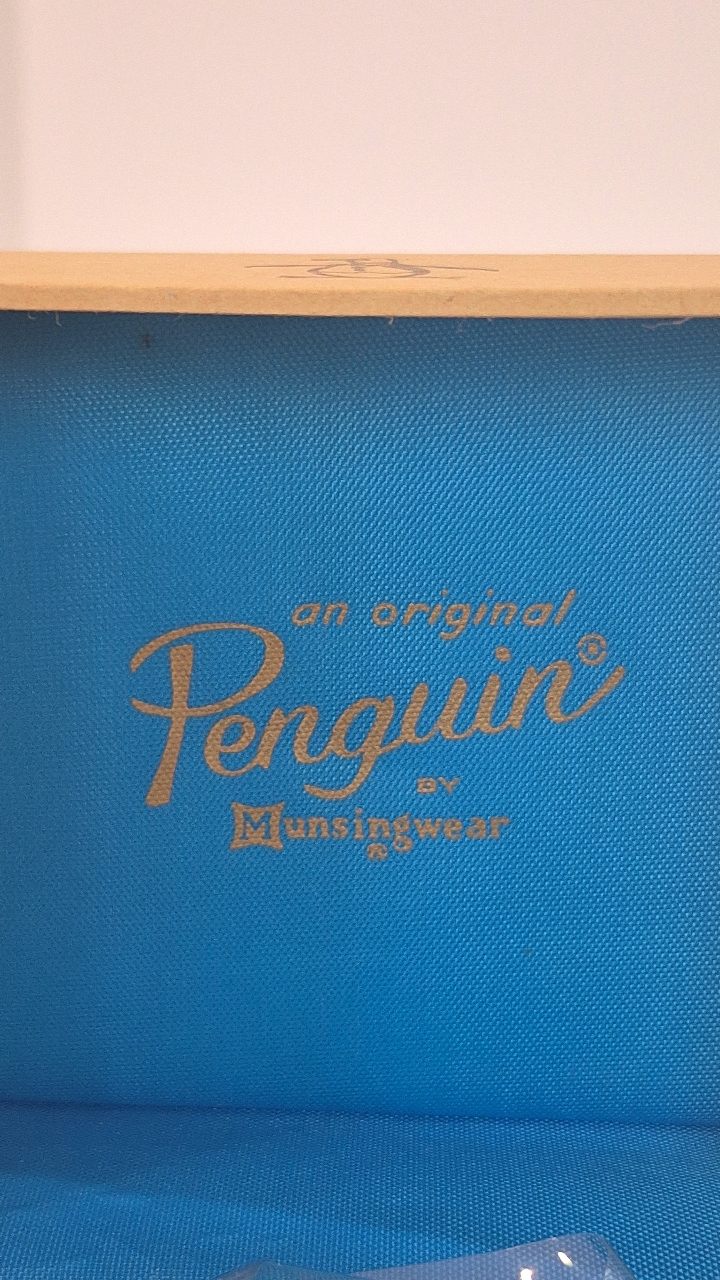 an original
Penguin®
BY
Munsingwear
®